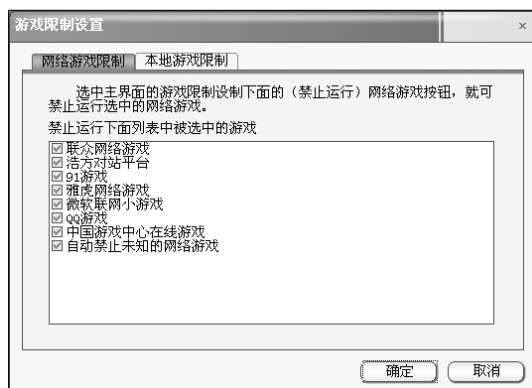 游戏限制设置
网络游戏限制 本地游戏限制
选中主界面的游戏限制设制下面的（禁止运行）网络游戏按钮，就可
禁止运行选中的网络游戏。
禁止运行下面列表中被选中的游戏
联众网络游戏
浩方对站平台
91游戏
雅虎网络游戏
微软联网小游戏
QQ游戏
中国游戏中心在线游戏
自动禁止未知的网络游戏
确定 取消